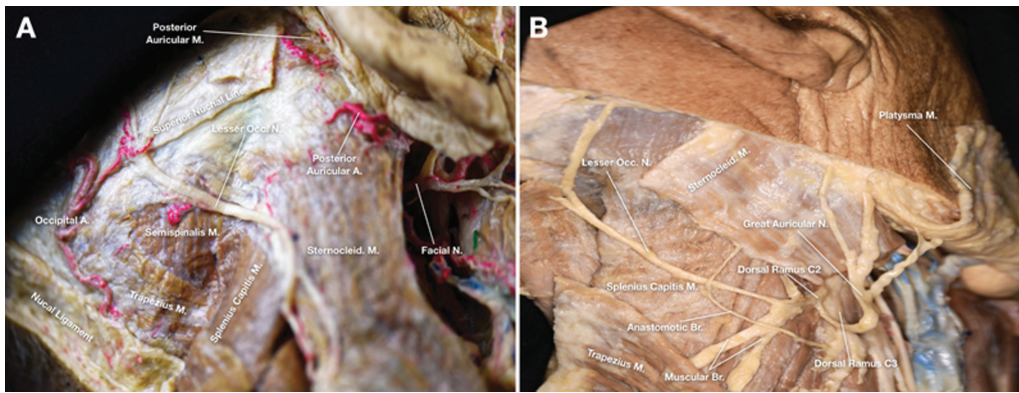 A
Posterior
Auricular M.
Superior Nuchal Line
Lesser Occ. N.
Posterior
Auricular A.
Occipital A.
Semispinalis M.
Sternocleid. M.
Facial N.
Splenius Capitis M.
Trapezius M.
Nucal Ligament
B
Platysma M.
Lesser Occ. N.
Sternocleid. M.
Great Auricular N.
Dorsal Ramus C2
Splenius Capitis M.
Anastomotic Br.
Trapezius M.
Muscular Br.
Dorsal Ramus C3